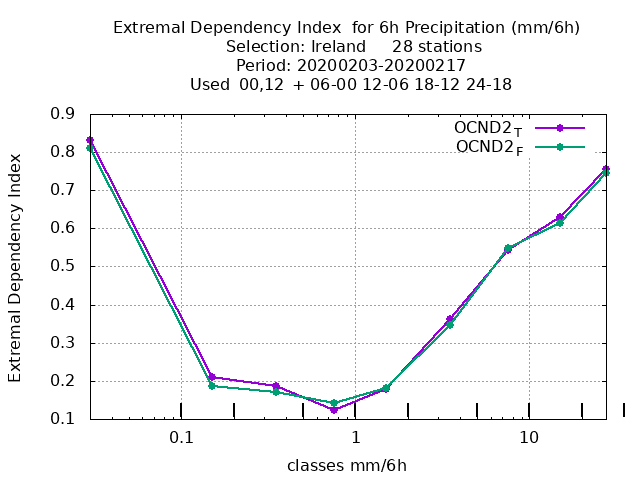 Extremal Dependency Index  for 6h Precipitation (mm/6h)
Selection: Ireland     28 stations
Period: 20200203-20200217
Used  00,12  + 06-00 12-06 18-12 24-18
OCND2T
OCND2F
0.9
0.8
0.7
0.6
0.5
0.4
0.3
0.2
0.1
Extremal Dependency Index
0.1 1 10
classes mm/6h